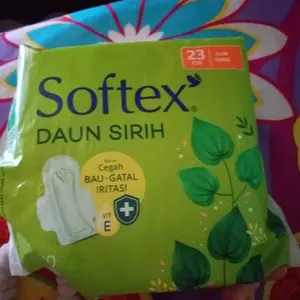 23
Softex®
DAUN SIRIH
Cegah
BAU-GATAL
IRITASI
VIT
E